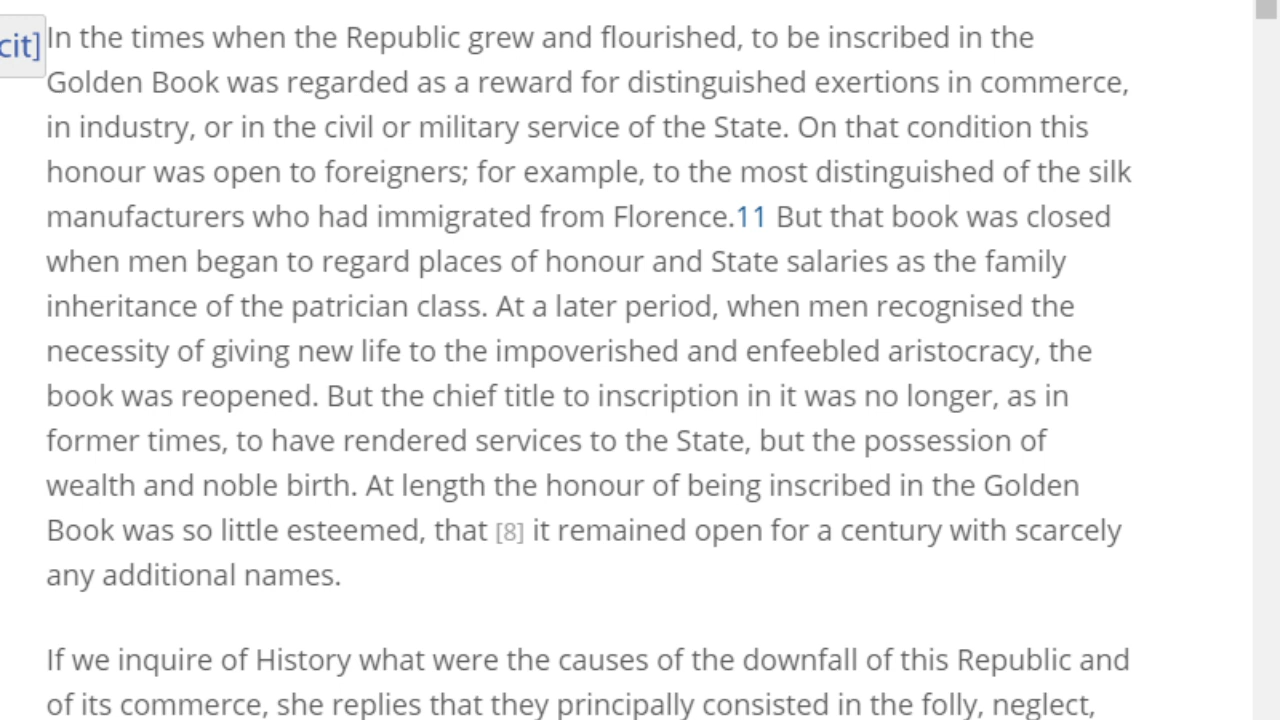 cit]
In the times when the Republic grew and flourished, to be inscribed in the
Golden Book was regarded as a reward for distinguished exertions in commerce,
in industry, or in the civil or military service of the State. On that condition this
honour was open to foreigners; for example, to the most distinguished of the silk
manufacturers who had immigrated from Florence.11 But that book was closed
when men began to regard places of honour and State salaries as the family
inheritance of the patrician class. At a later period, when men recognised the
necessity of giving new life to the impoverished and enfeebled aristocracy, the
book was reopened. But the chief title to inscription in it was no longer, as in
former times, to have rendered services to the State, but the possession of
wealth and noble birth. At length the honour of being inscribed in the Golden
Book was so little esteemed, that [8] it remained open for a century with scarcely
any additional names.
If we inquire of History what were the causes of the downfall of this Republic and
of its commerce, she replies that they principally consisted in the folly, neglect,